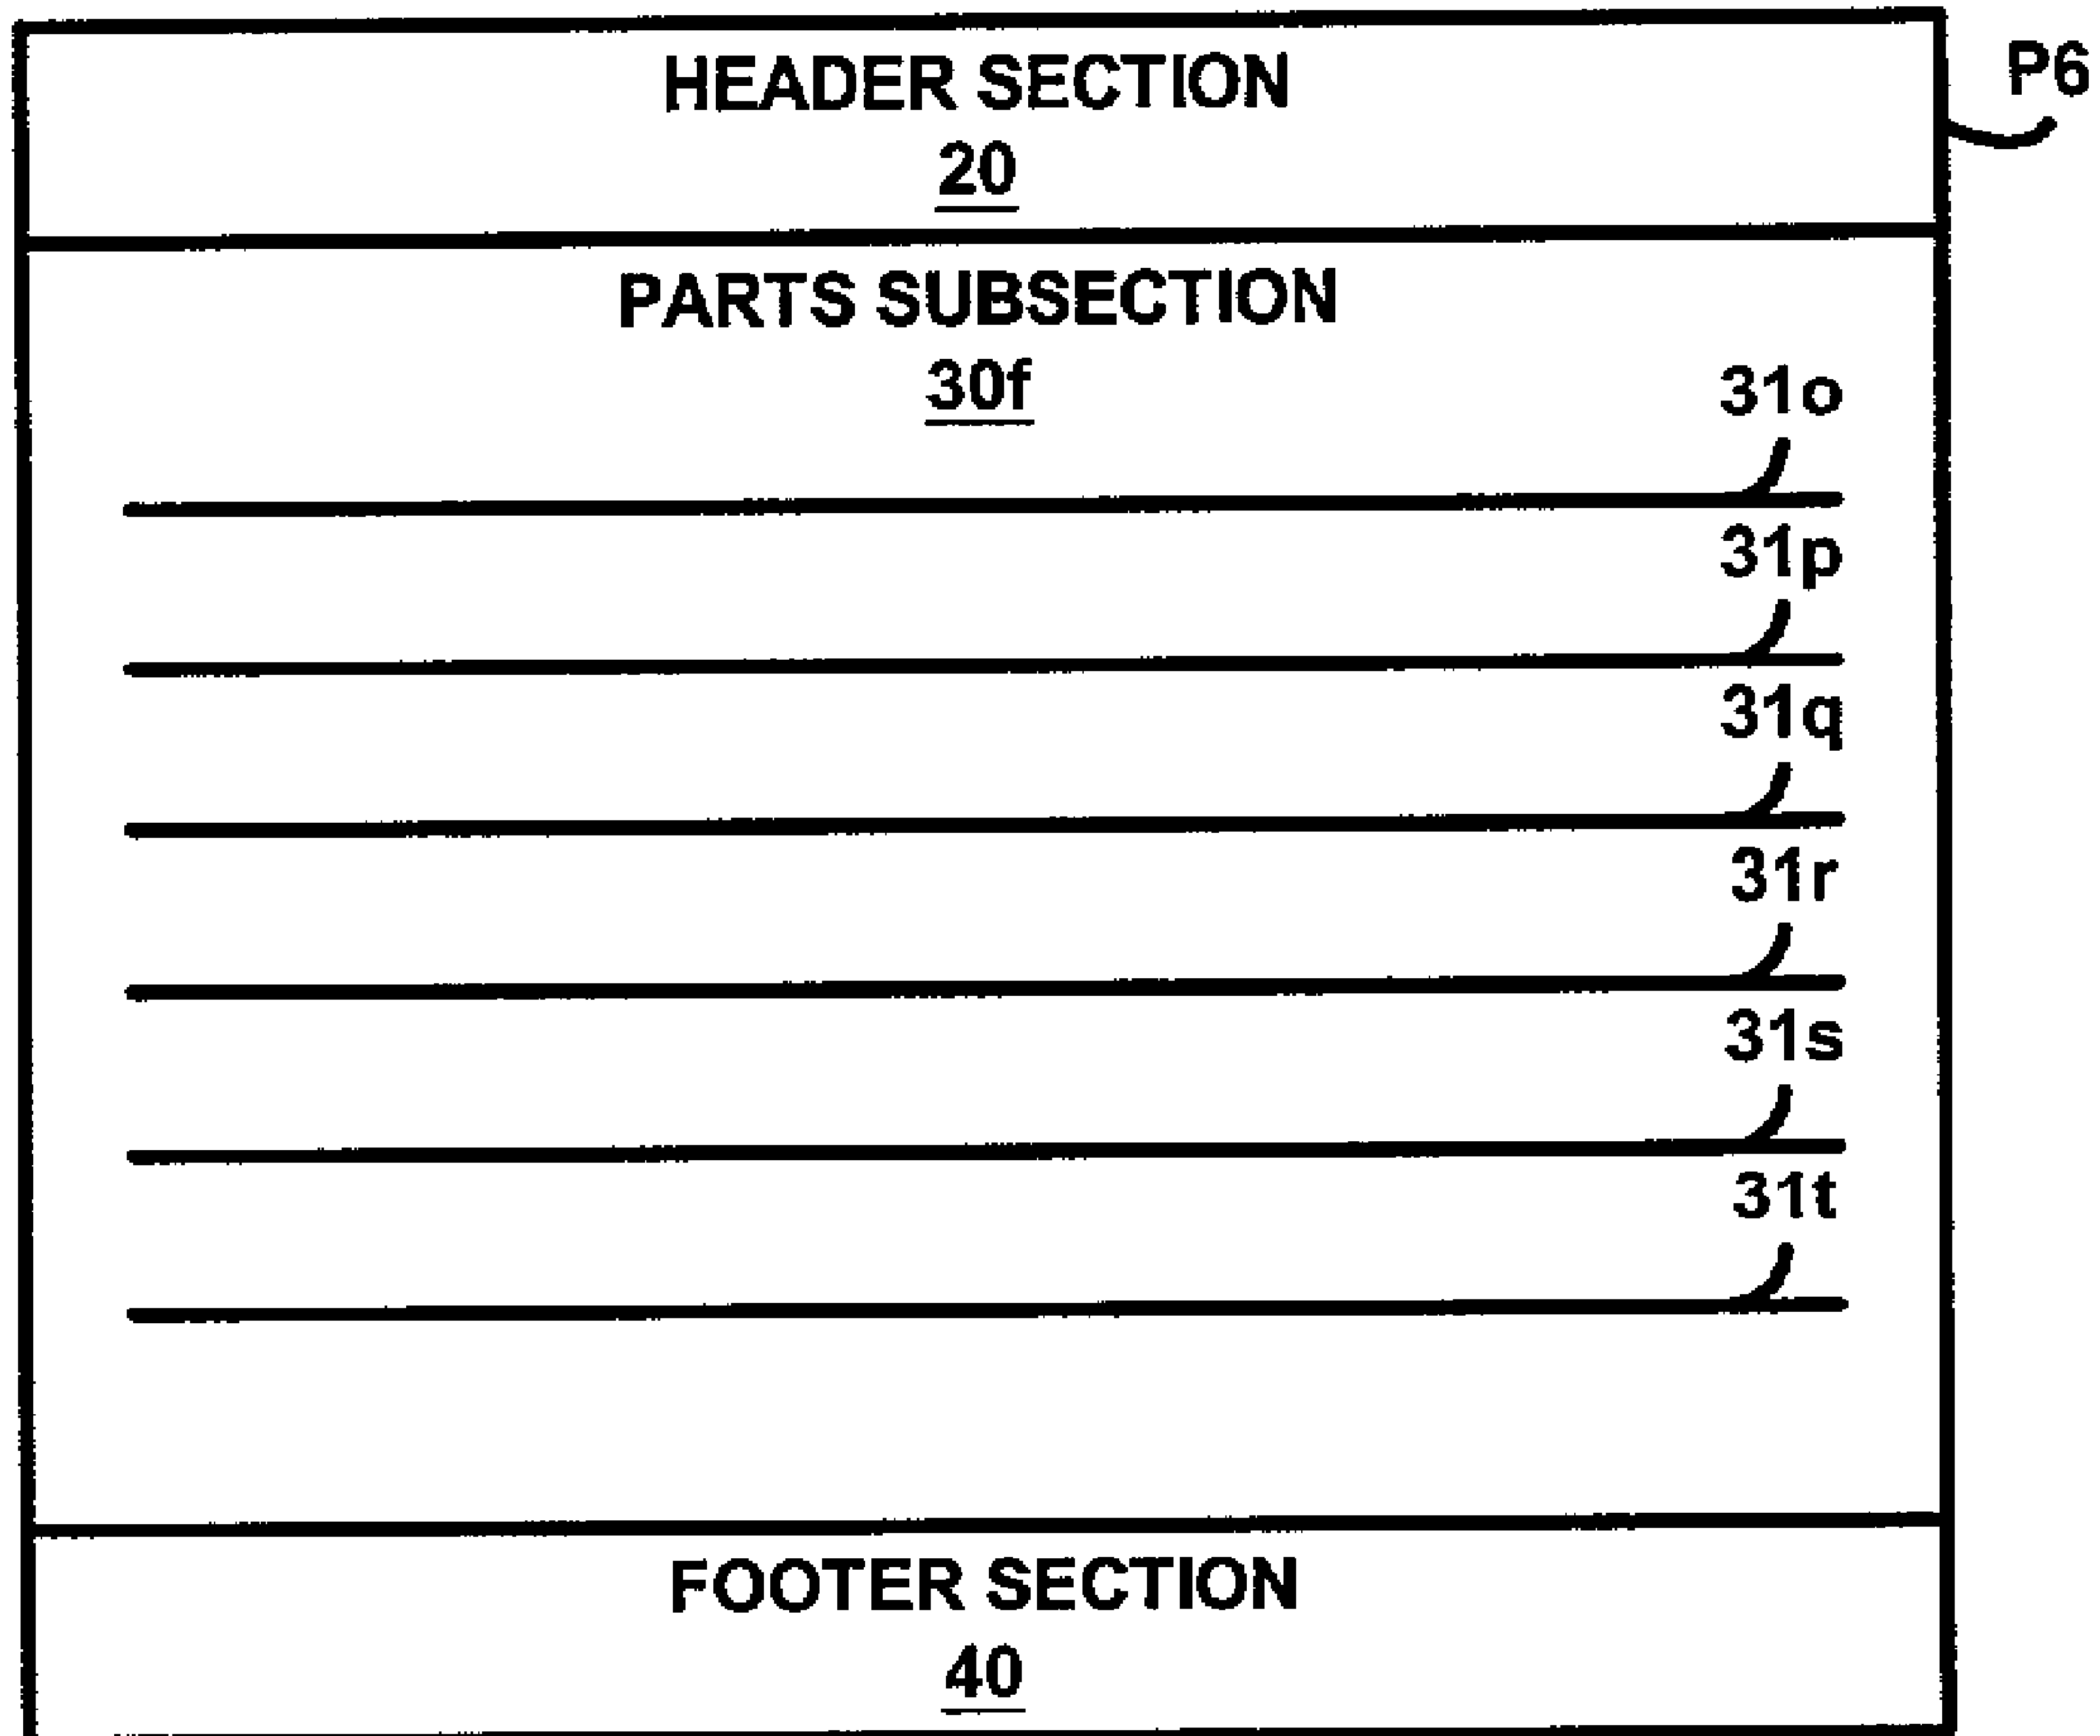 HEADER SECTION
P6
20
PARTS SUBSECTION
30f
31o
31p
31q
31r
31s
31t
FOOTER SECTION
40